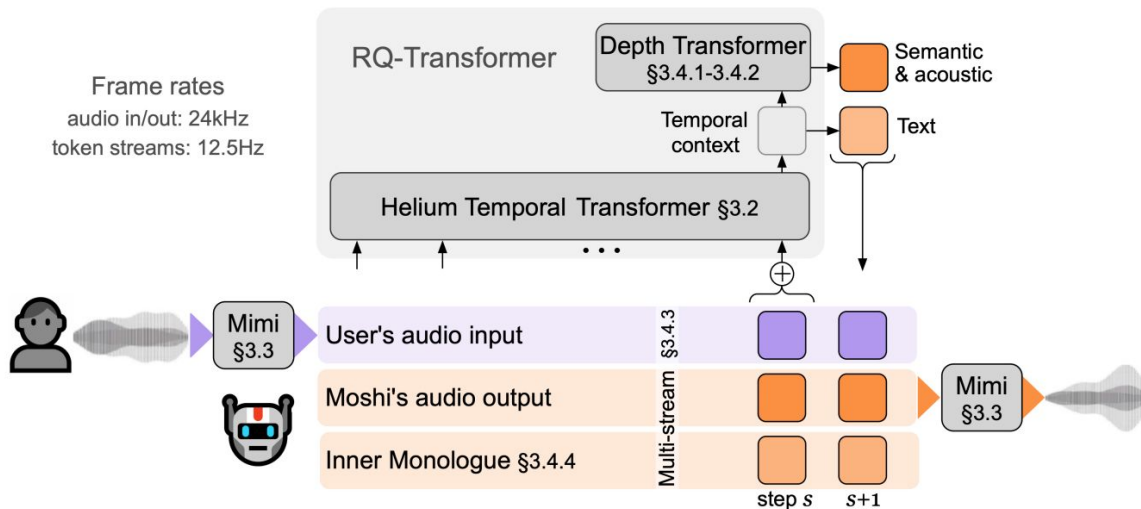 RQ-Transformer
Depth Transformer
§3.4.1-3.4.2
Semantic
& acoustic
Frame rates
audio in/out: 24kHz
token streams: 12.5Hz
Temporal
context
Text
Helium Temporal Transformer §3.2
...
+
Mimi
§3.3
User's audio input
Moshi's audio output
Inner Monologue §3.4.4
Multi-stream §3.4.3
Mimi
§3.3
step s
s+1